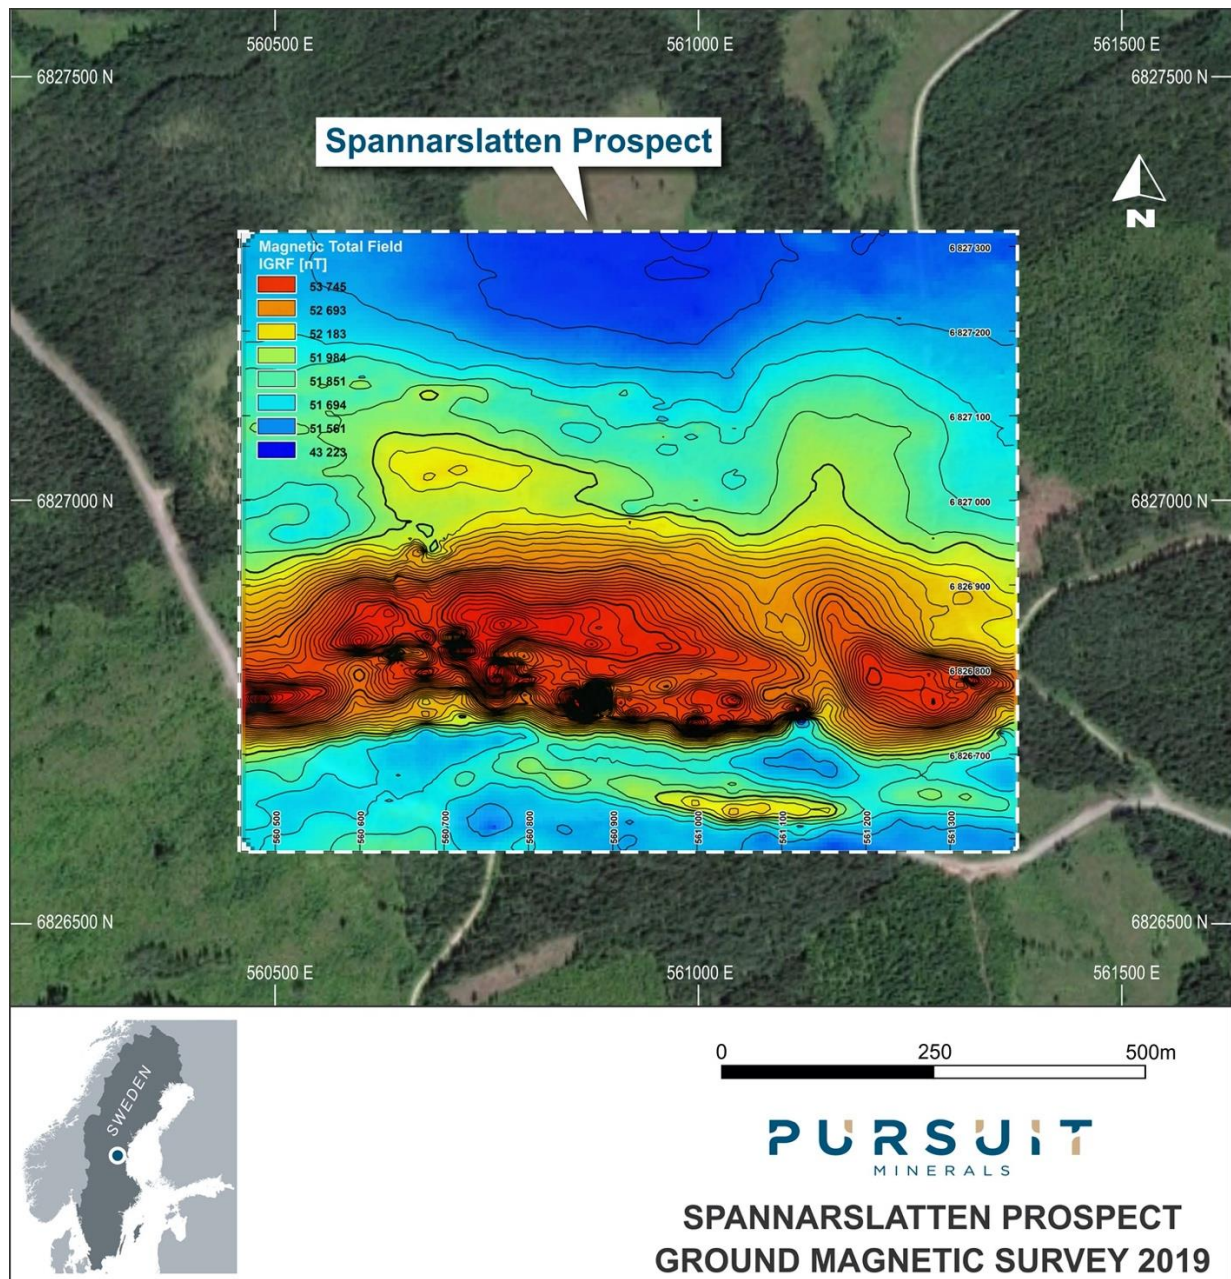 560500 E
561000 E
561500 E
6827500 N
6827500 N
Spannarslatten Prospect
N
Magnetic Total Field
IGRF [nT]
53 745
52 693
52 183
51 984
51 851
51 694
51 561
43 223
6 827 300
6 827 200
6 827 100
6 827 000
6 826 900
6 826 800
6 826 700
6827000 N
6827000 N
560 500
560 600
560 700
560 800
560 900
561 000
561 100
561 200
561 300
6826500 N
6826500 N
560500 E
561000 E
561500 E
SWEDEN
0 250 500m
PURSUIT
MINERALS
SPANNARSLATTEN PROSPECT
GROUND MAGNETIC SURVEY 2019